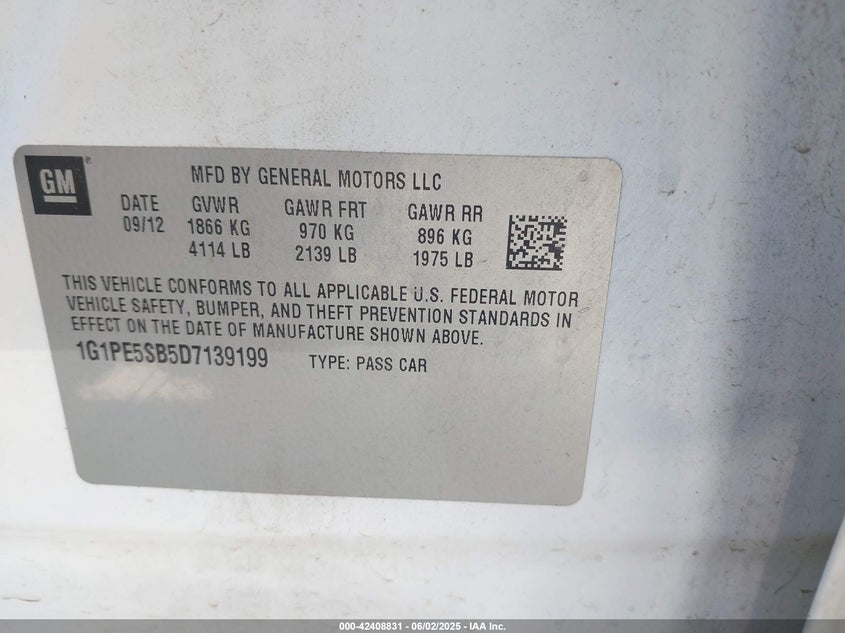 GM
MFD BY GENERAL MOTORS LLC
DATE GVWR GAWR FRT GAWR RR
09/12 1866 KG 970 KG 896 KG
4114 LB 2139 LB 1975 LB
THIS VEHICLE CONFORMS TO ALL APPLICABLE U.S. FEDERAL MOTOR
VEHICLE SAFETY, BUMPER, AND THEFT PREVENTION STANDARDS IN
EFFECT ON THE DATE OF MANUFACTURE SHOWN ABOVE.
1G1PE5SB5D7139199 TYPE: PASS CAR
000-42408831 - 06/02/2025 - IAA Inc.